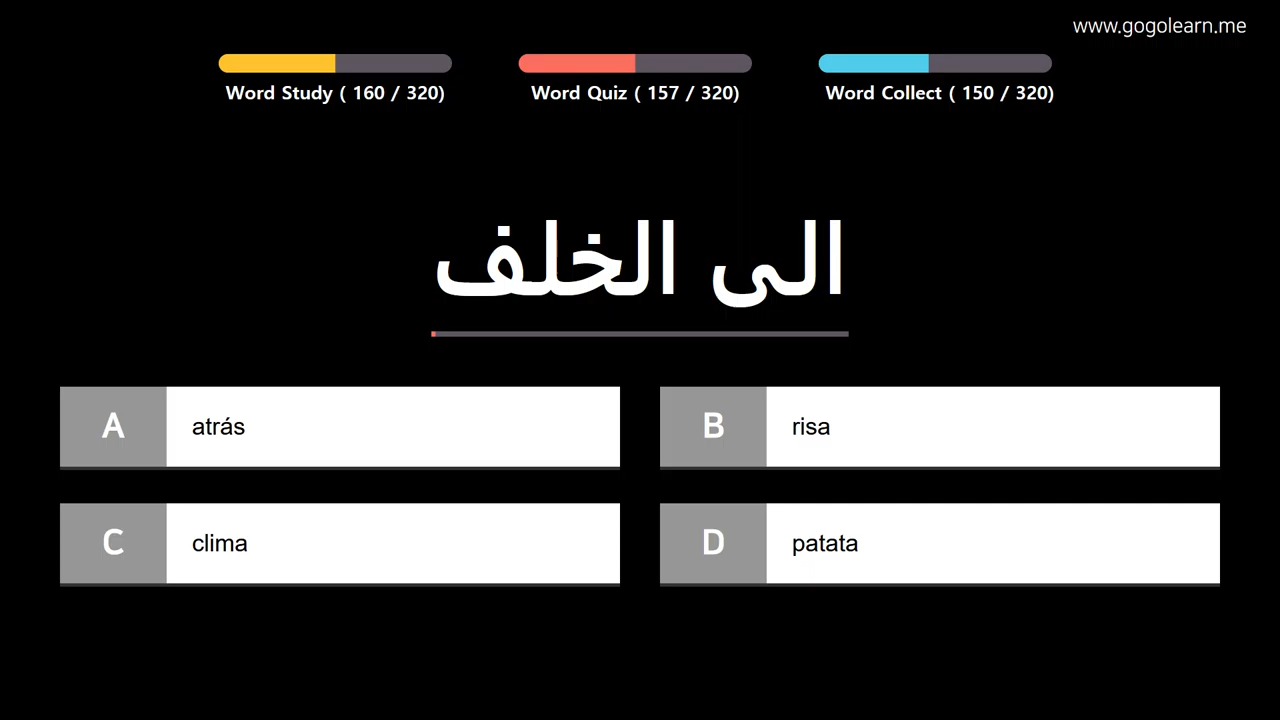 www.gogolearn.me
Word Study ( 160 / 320)
Word Quiz ( 157 / 320)
Word Collect ( 150 / 320)
الى الخلف
A atrás
B risa
C clima
D patata